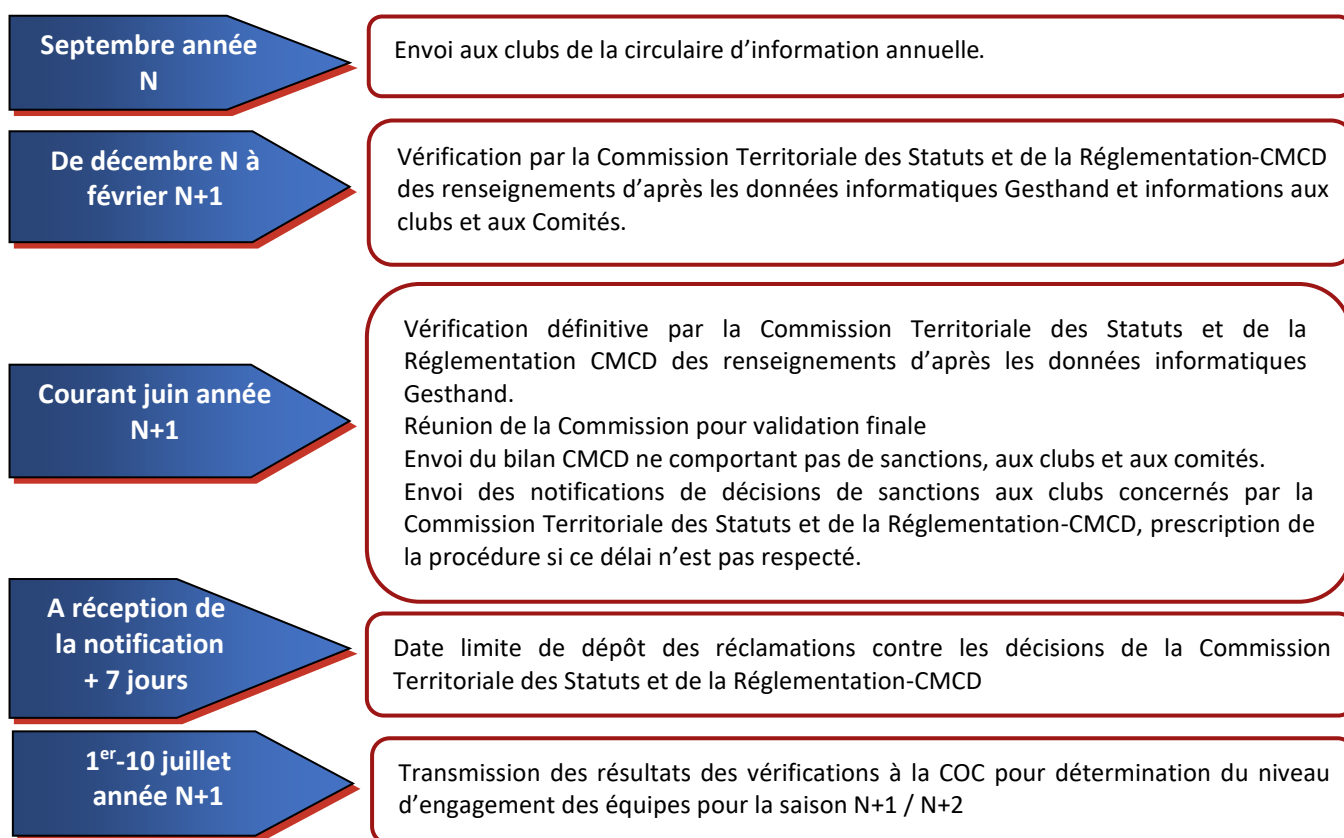 Septembre année
N
Envoi aux clubs de la circulaire d’information annuelle.
De décembre N à
février N+1
Vérification par la Commission Territoriale des Statuts et de la Réglementation-CMCD
des renseignements d’après les données informatiques Gesthand et informations aux
clubs et aux Comités.
Courant juin année
N+1
Vérification définitive par la Commission Territoriale des Statuts et de la
Réglementation CMCD des renseignements d’après les données informatiques
Gesthand.
Réunion de la Commission pour validation finale
Envoi du bilan CMCD ne comportant pas de sanctions, aux clubs et aux comités.
Envoi des notifications de décisions de sanctions aux clubs concernés par la
Commission Territoriale des Statuts et de la Réglementation-CMCD, prescription de
la procédure si ce délai n’est pas respecté.
A réception de
la notification
+ 7 jours
Date limite de dépôt des réclamations contre les décisions de la Commission
Territoriale des Statuts et de la Réglementation-CMCD
1er-10 juillet
année N+1
Transmission des résultats des vérifications à la COC pour détermination du niveau
d’engagement des équipes pour la saison N+1 / N+2